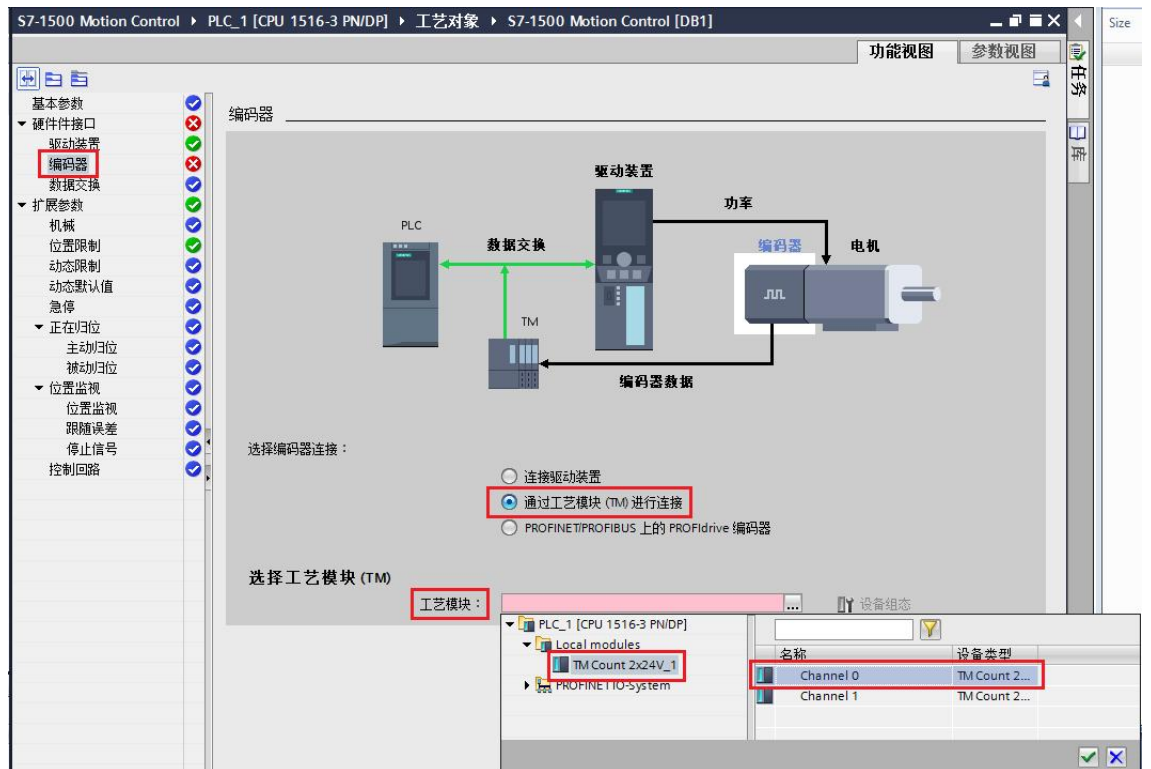 S7-1500 Motion Control ▸ PLC_1 [CPU 1516-3 PN/DP] ▸ 工艺对象 ▸ S7-1500 Motion Control [DB1]
Size
功能视图
参数视图
任务
库
基本参数
硬件件接口
驱动装置
编码器
数据交换
扩展参数
机械
位置限制
动态限制
动态默认值
急停
正在归位
主动归位
被动归位
位置监视
位置监视
跟随误差
停止信号
控制回路
编码器
驱动装置
功率
PLC
数据交换
编码器
电机
TM
编码器数据
选择编码器连接：
连接驱动装置
通过工艺模块 (TM) 进行连接
PROFINET/PROFIBUS 上的 PROFIdrive 编码器
选择工艺模块 (TM)
工艺模块：
...
设备组态
PLC_1 [CPU 1516-3 PN/DP]
Local modules
TM Count 2x24V_1
PROFINET IO-System
名称
设备类型
Channel 0
TM Count 2...
Channel 1
TM Count 2...